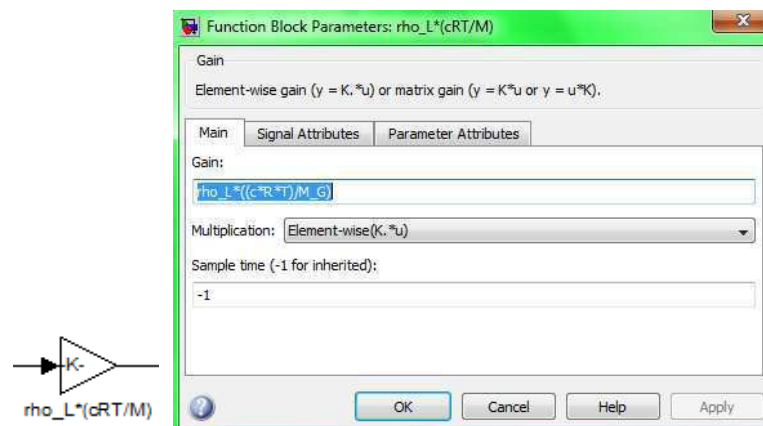 Function Block Parameters: rho_L*(cRT/M)
Gain
Element-wise gain (y = K.*u) or matrix gain (y = K*u or y = u*K).
Main Signal Attributes Parameter Attributes
Gain:
rho_L*((c*R*T)/M_G)
Multiplication: Element-wise(K.*u)
Sample time (-1 for inherited):
-1
-K-
rho_L*(cRT/M)
? OK Cancel Help Apply